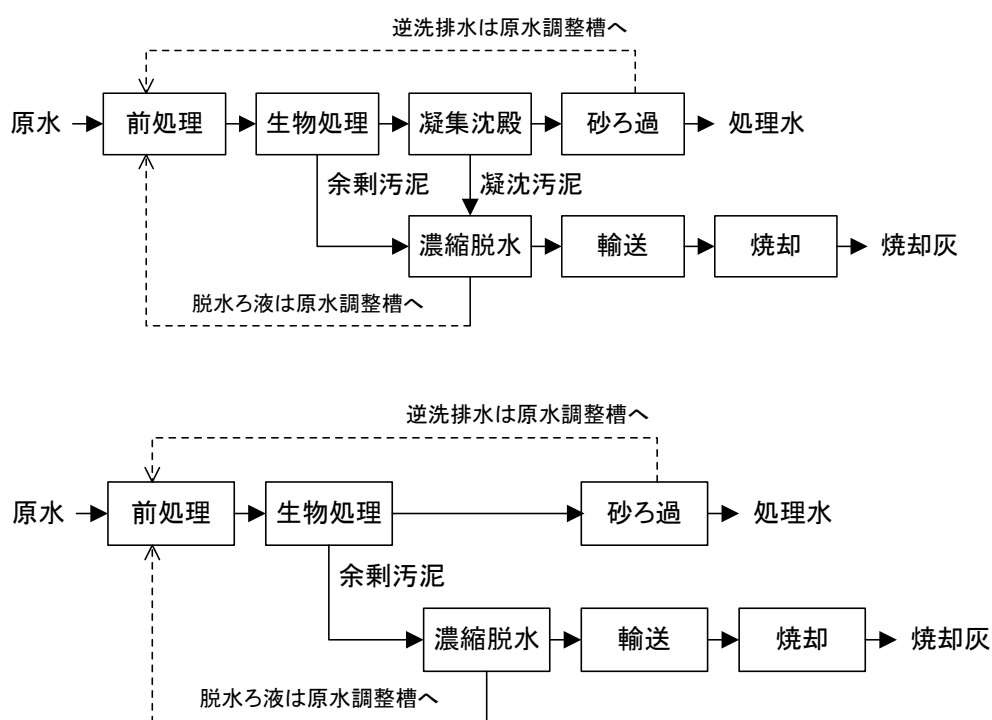 逆洗排水は原水調整槽へ
原水
前処理
生物処理
凝集沈殿
砂ろ過
処理水
余剰汚泥
凝沈汚泥
濃縮脱水
輸送
焼却
焼却灰
脱水ろ液は原水調整槽へ
逆洗排水は原水調整槽へ
原水
前処理
生物処理
砂ろ過
処理水
余剰汚泥
濃縮脱水
輸送
焼却
焼却灰
脱水ろ液は原水調整槽へ